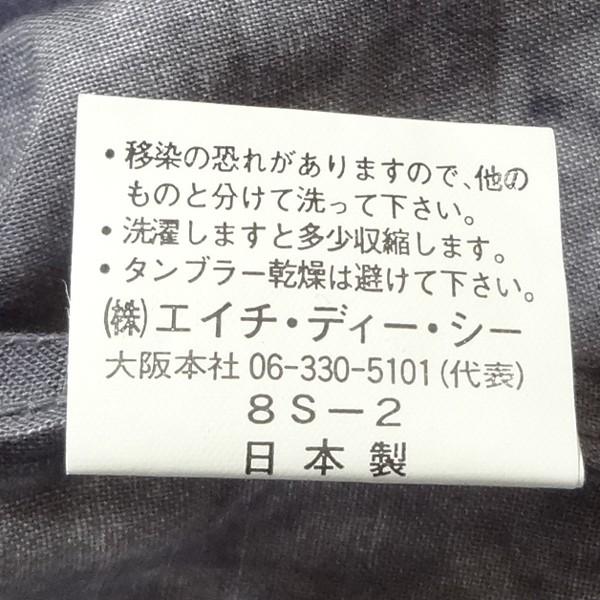 ・移染の恐れがありますので、他の
ものと分けて洗って下さい。
・洗濯しますと多少収縮します。
・タンブラー乾燥は避けて下さい。
㈱エイチ・ディー・シー
大阪本社 06-330-5101(代表)
8S-2
日本製